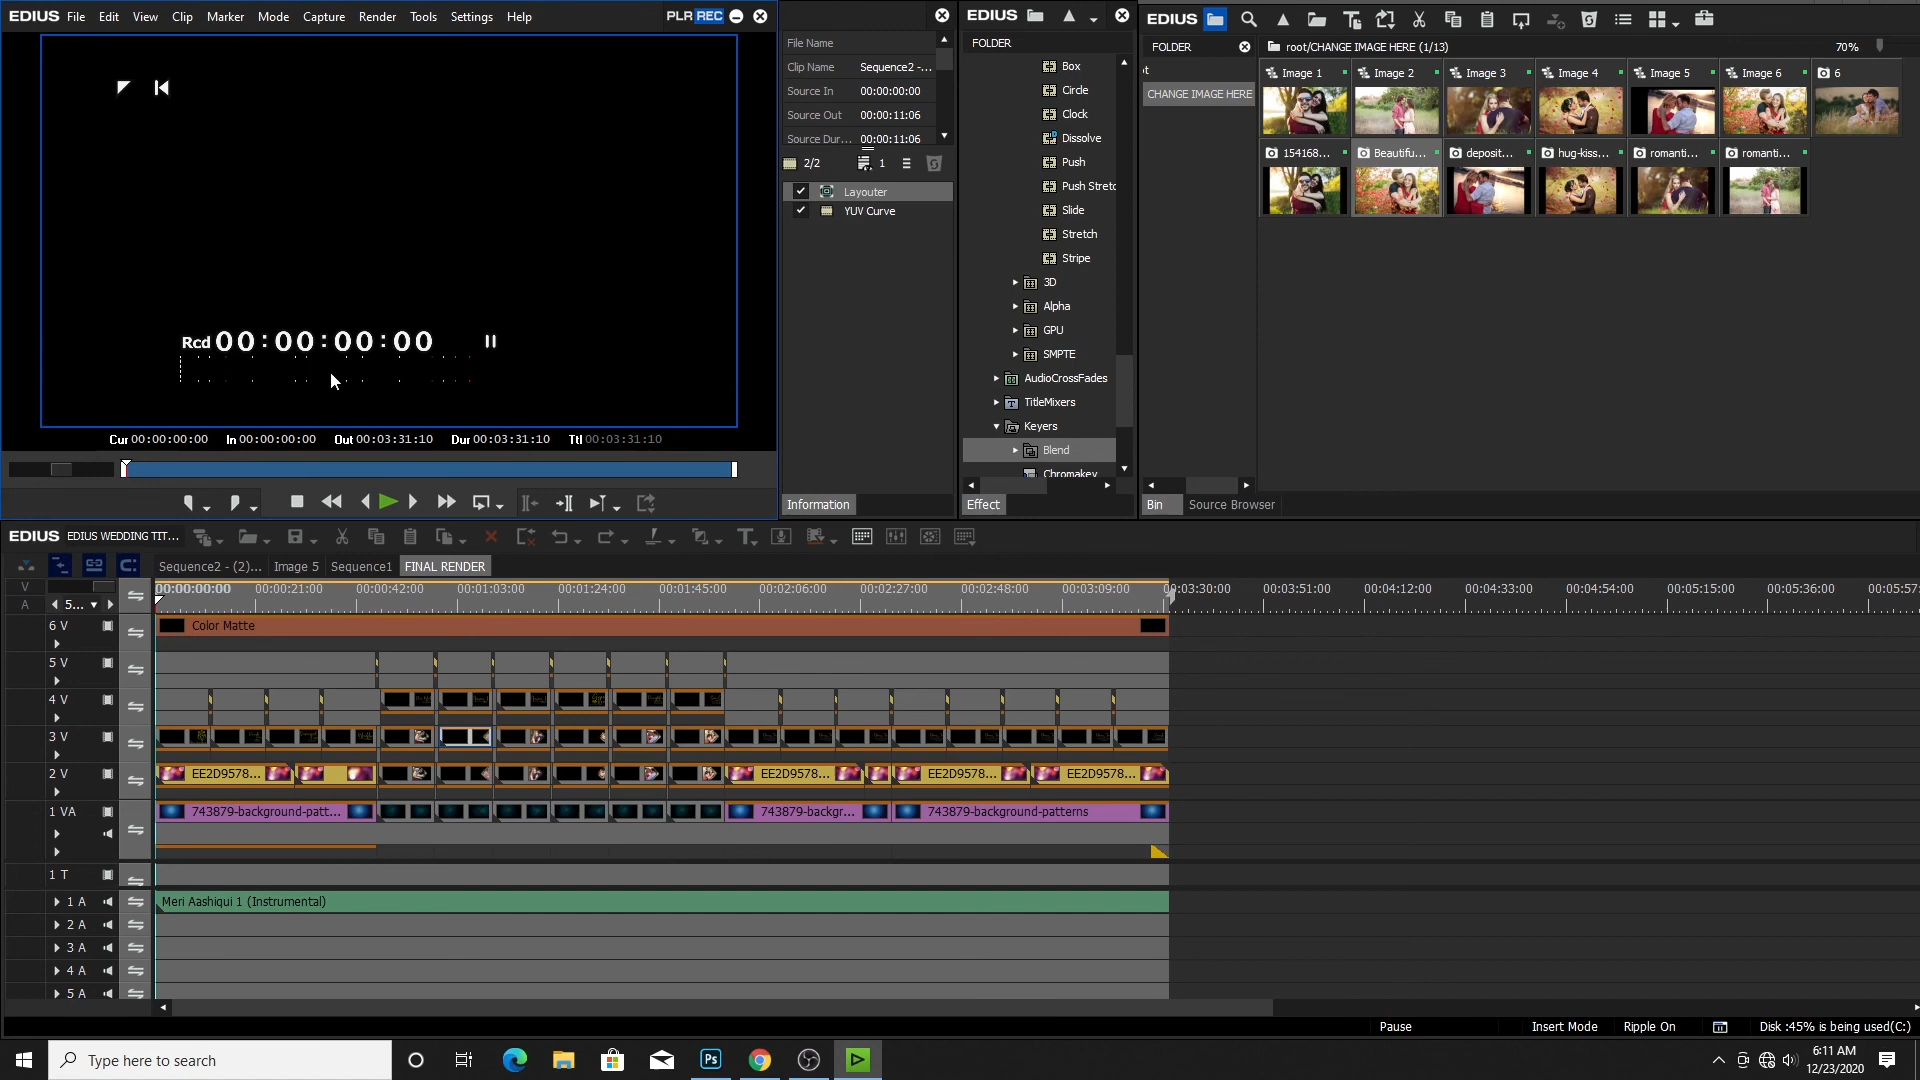 EDIUS File Edit View Clip Marker Mode Capture Render Tools Settings Help PLR REC
Rcd 00:00:00:00
Cur 00:00:00:00 In 00:00:00:00 Out 00:03:31:10 Dur 00:03:31:10 Ttl 00:03:31:10
File Name
Clip Name Sequence2 -...
Source In 00:00:00:00
Source Out 00:00:11:06
Source Dur... 00:00:11:06
2/2 1
Layouter
YUV Curve
Information
EDIUS
FOLDER
Box
Circle
Clock
Dissolve
Push
Push Stretc
Slide
Stretch
Stripe
3D
Alpha
GPU
SMPTE
AudioCrossFades
TitleMixers
Keyers
Blend
Chromakey
Effect
EDIUS
FOLDER root/CHANGE IMAGE HERE (1/13) 70%
ot
CHANGE IMAGE HERE
Image 1 Image 2 Image 3 Image 4 Image 5 Image 6 6
154168... Beautifu... deposit... hug-kiss... romanti... romanti...
Bin Source Browser
EDIUS EDIUS WEDDING TIT...
Sequence2 - (2)... Image 5 Sequence1 FINAL RENDER
V 00:00:00:00 00:00:21:00 00:00:42:00 00:01:03:00 00:01:24:00 00:01:45:00 00:02:06:00 00:02:27:00 00:02:48:00 00:03:09:00 00:03:30:00 00:03:51:00 00:04:12:00 00:04:33:00 00:04:54:00 00:05:15:00 00:05:36:00 00:05:57:
A 5...
6 V Color Matte
5 V
4 V
3 V
2 V EE2D9578... EE2D9578... EE2D9578... EE2D9578...
1 VA 743879-background-patt... 743879-backgr... 743879-background-patterns
1 T
1 A Meri Aashiqui 1 (Instrumental)
2 A
3 A
4 A
5 A
Pause Insert Mode Ripple On Disk :45% is being used(C:)
Type here to search Ps 6:11 AM
12/23/2020